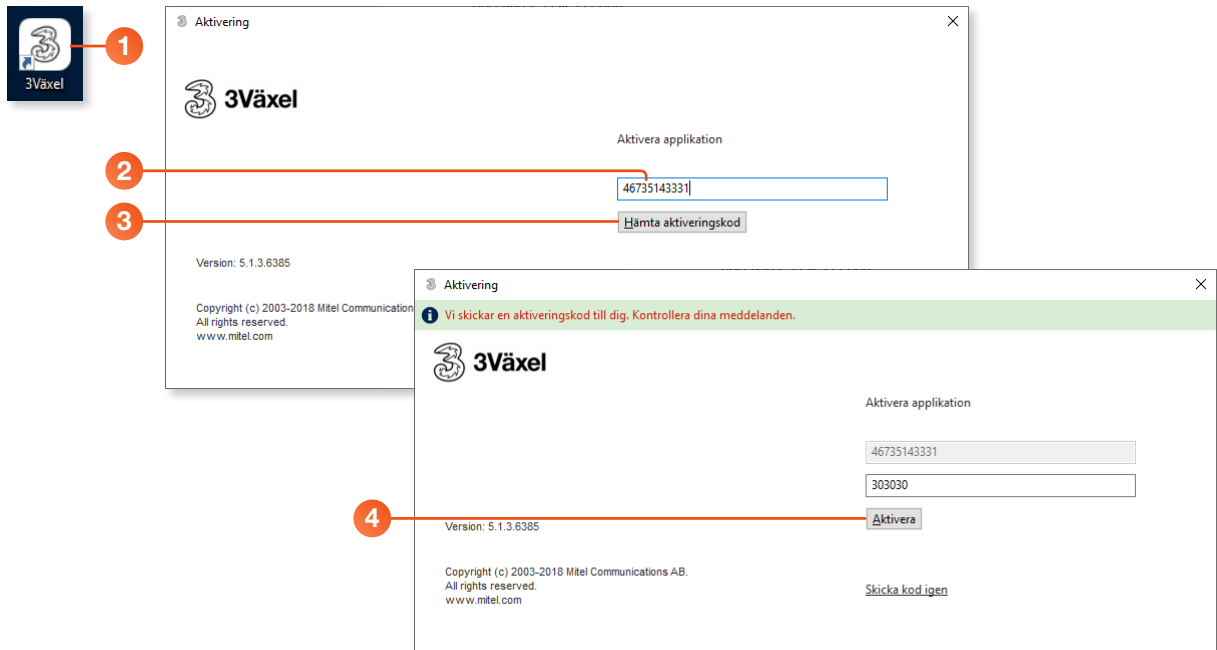 3Växel
1
Aktivering
3Växel
Aktivera applikation
2
46735143331
3
Hämta aktiveringskod
Version: 5.1.3.6385
Copyright (c) 2003-2018 Mitel Communication
All rights reserved.
www.mitel.com
Aktivering
Vi skickar en aktiveringskod till dig. Kontrollera dina meddelanden.
3Växel
Aktivera applikation
46735143331
303030
4
Aktivera
Version: 5.1.3.6385
Copyright (c) 2003-2018 Mitel Communications AB.
All rights reserved.
www.mitel.com
Skicka kod igen